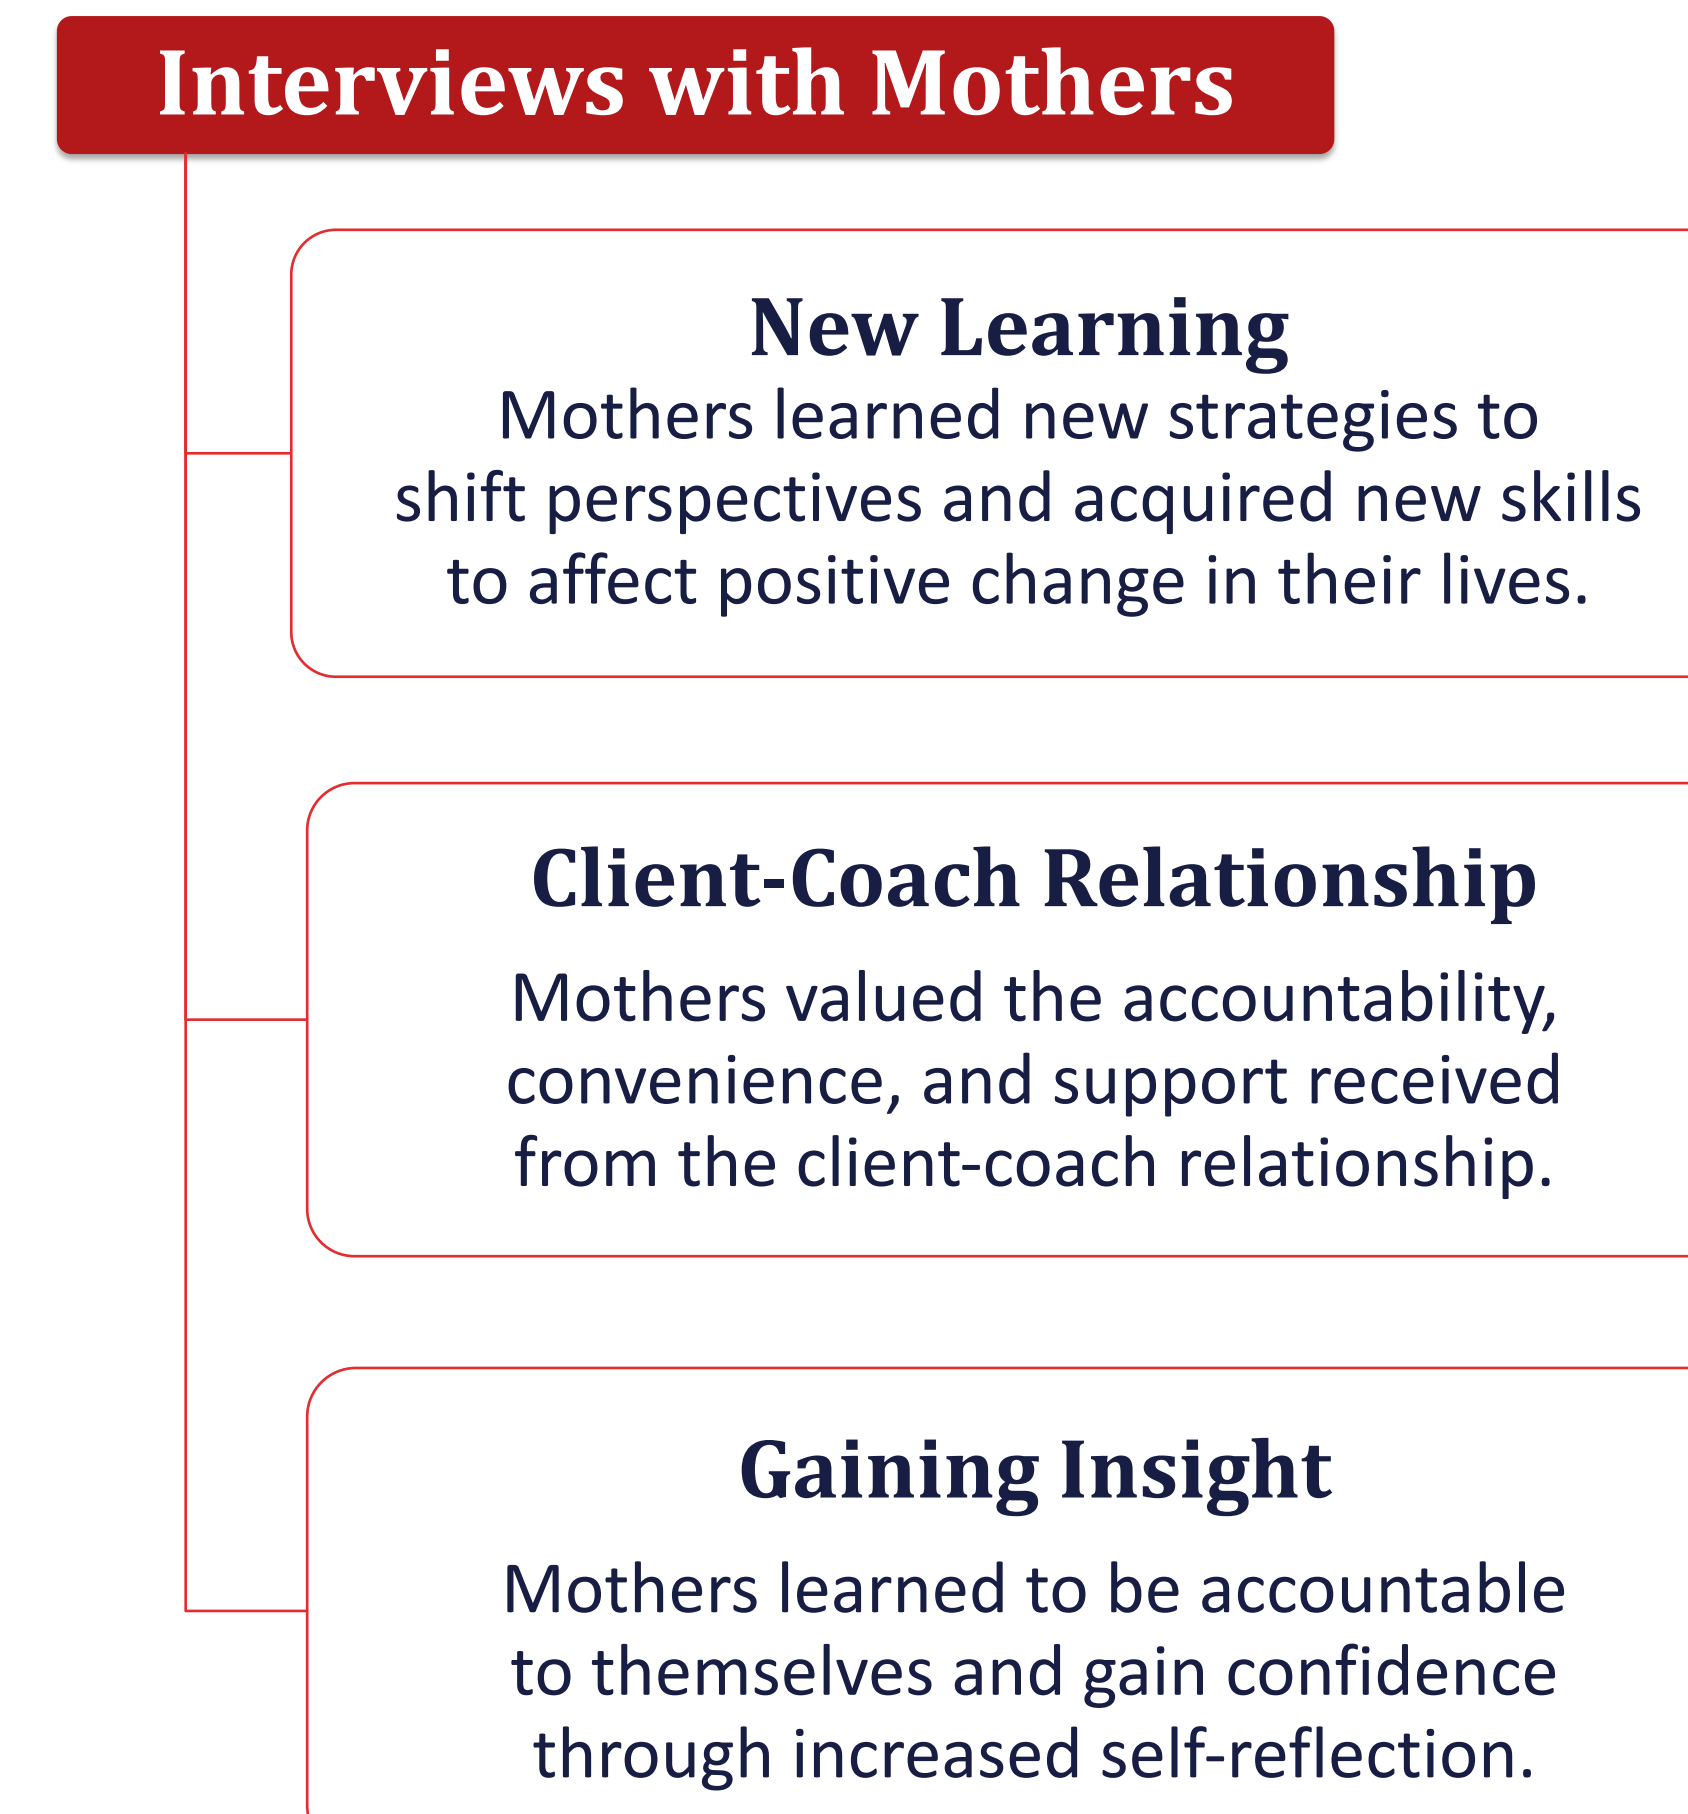 Interviews with Mothers
New Learning
Mothers learned new strategies to
shift perspectives and acquired new skills
to affect positive change in their lives.
Client-Coach Relationship
Mothers valued the accountability,
convenience, and support received
from the client-coach relationship.
Gaining Insight
Mothers learned to be accountable
to themselves and gain confidence
through increased self-reflection.